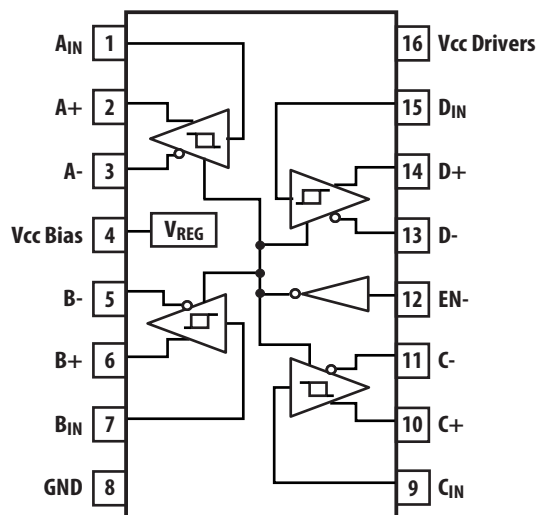 AIN 1
A+ 2
A- 3
Vcc Bias 4 VREG
B- 5
B+ 6
BIN 7
GND 8
16 Vcc Drivers
15 DIN
14 D+
13 D-
12 EN-
11 C-
10 C+
9 CIN